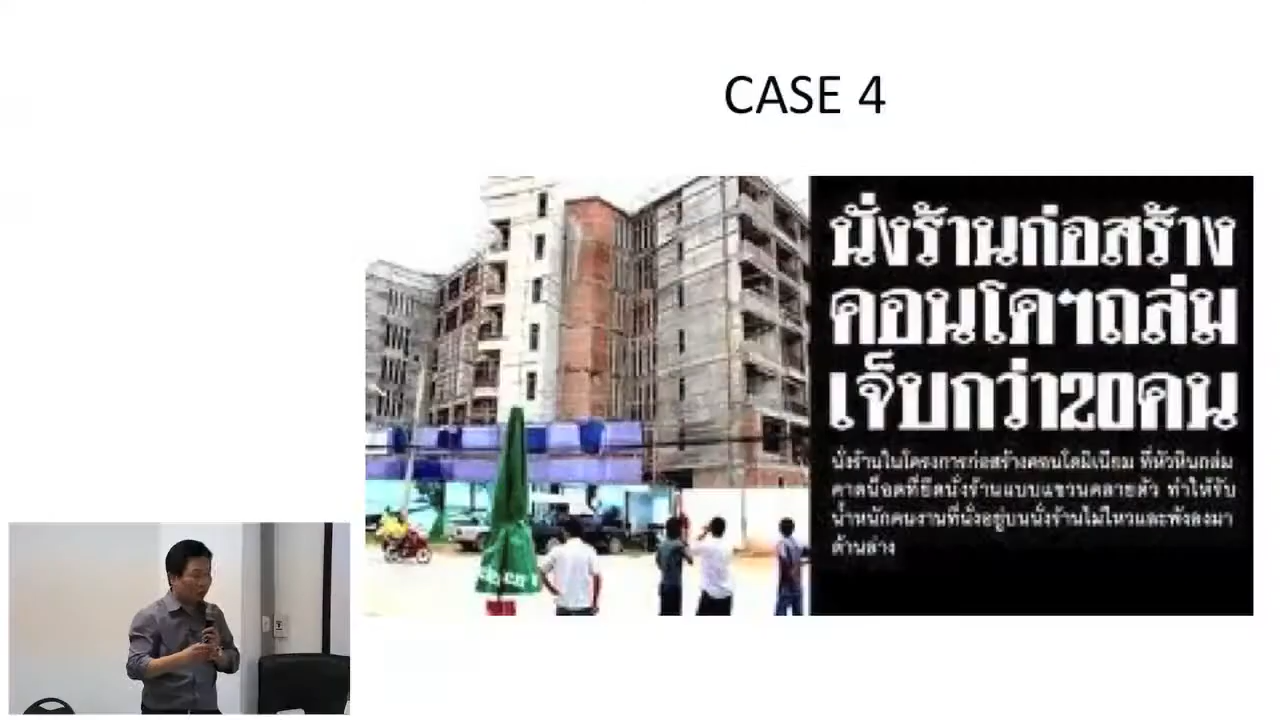 CASE 4
นั่งร้านก่อสร้าง
คอนโดฯถล่ม
เจ็บกว่า20คน
นั่งร้านในโครงการก่อสร้างคอนโดมิเนียม ที่หัวหินถล่ม
คาดน็อตที่ยึดนั่งร้านแบบแขวนคลายตัว ทำให้รับ
น้ำหนักคนงานที่นั่งอยู่บนนั่งร้านไม่ไหวและพังลงมา
ด้านล่าง